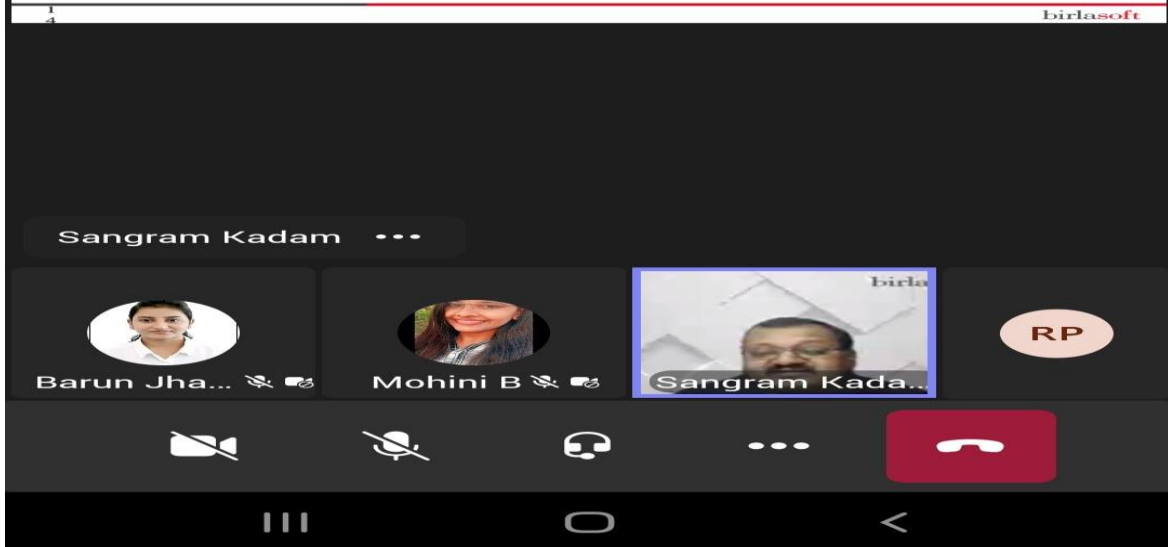 1
4
birlasoft
Sangram Kadam
birla
Barun Jha...
Mohini B
Sangram Kada...
RP